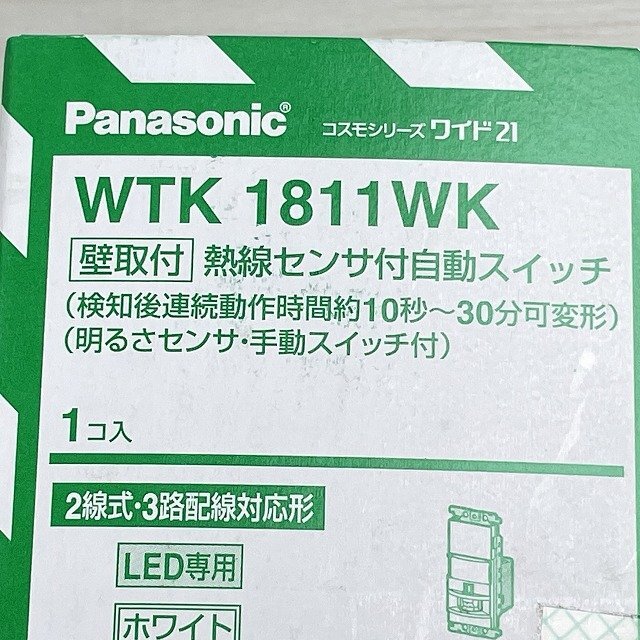 Panasonic® コスモシリーズ ワイド21
WTK 1811WK
壁取付 熱線センサ付自動スイッチ
(検知後連続動作時間約10秒〜30分可変形)
(明るさセンサ・手動スイッチ付)
1コ入
2線式・3路配線対応形
LED専用
ホワイト